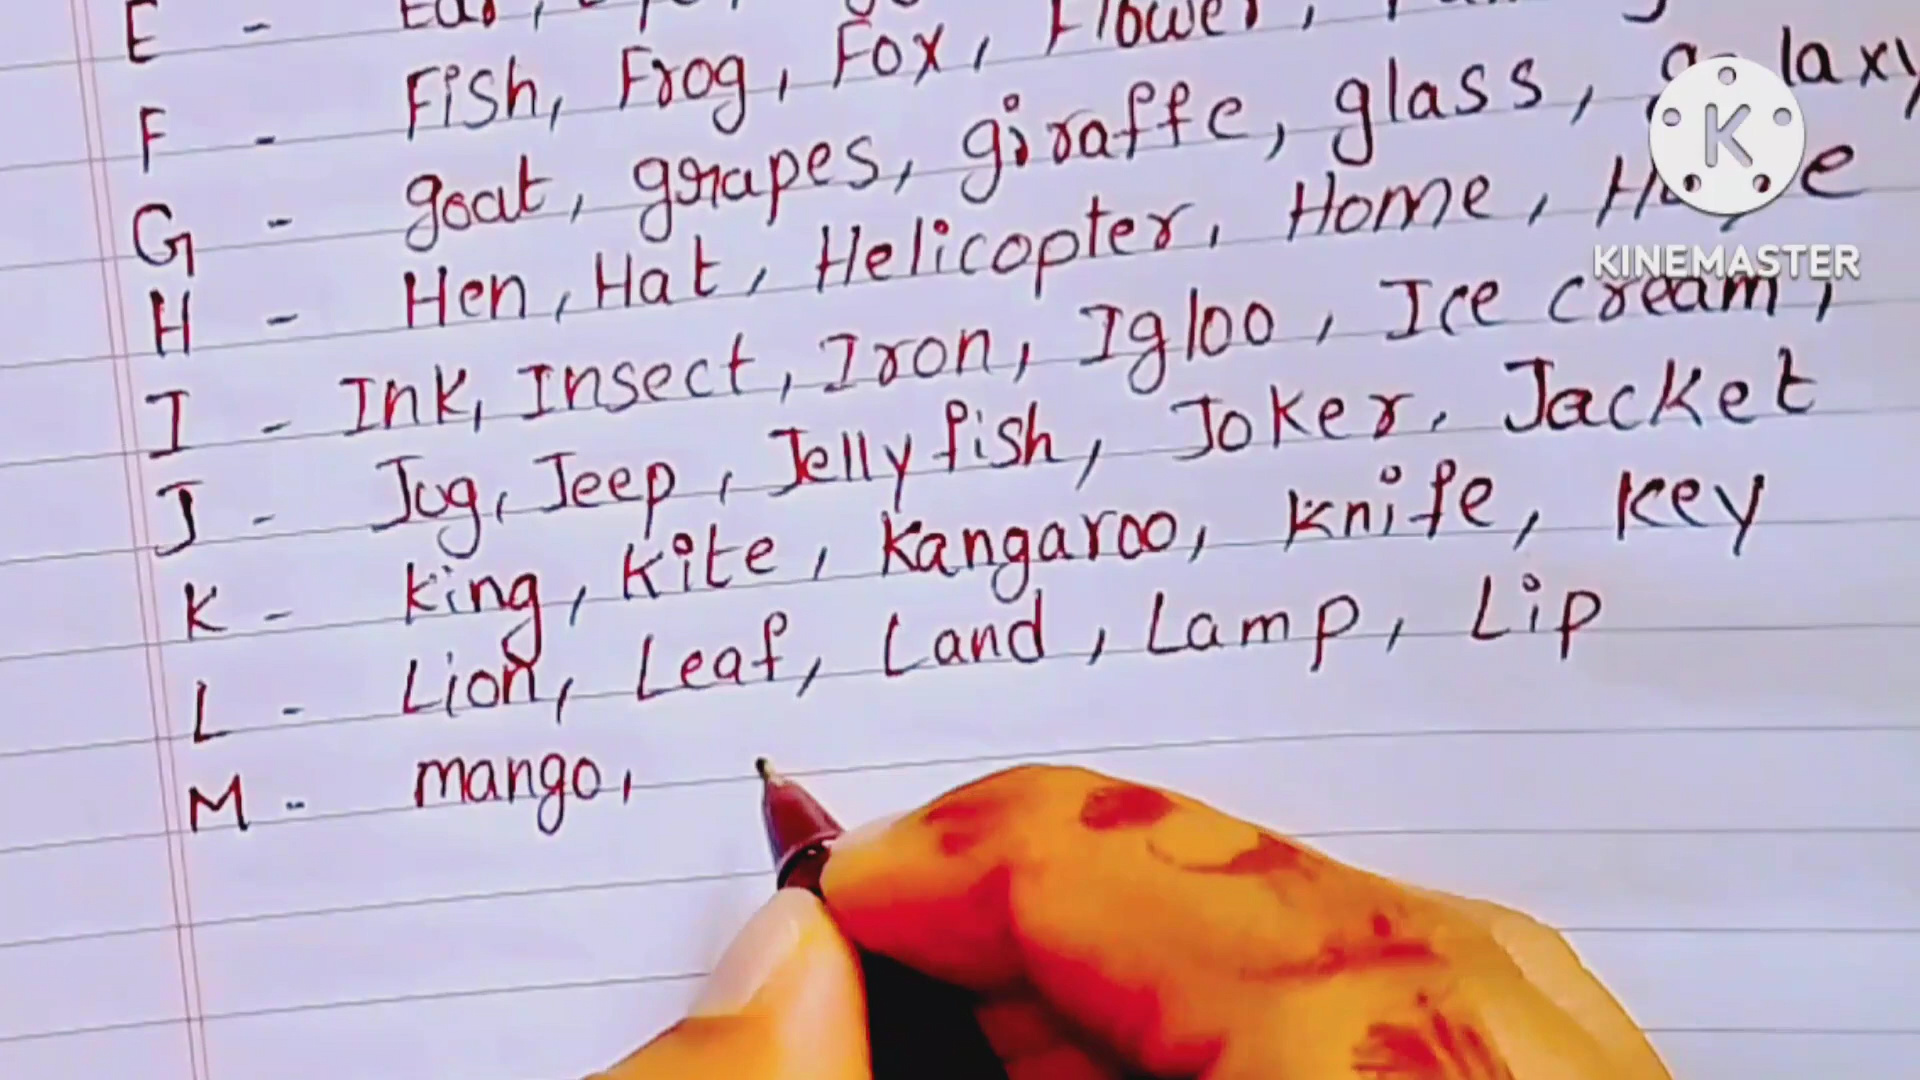 E -
F - Fish, Frog, Fox, Flower,
G - goat, grapes, giraffe, glass, galaxy
H - Hen, Hat, Helicopter, Home,
I - Ink, Insect, Iron, Igloo, Ice cream,
J - Jug, Jeep, Jelly fish, Joker, Jacket
K - king, kite, kangaroo, knife, key
L - Lion, Leaf, Land, Lamp, Lip
M - mango,
K
KINEMASTER